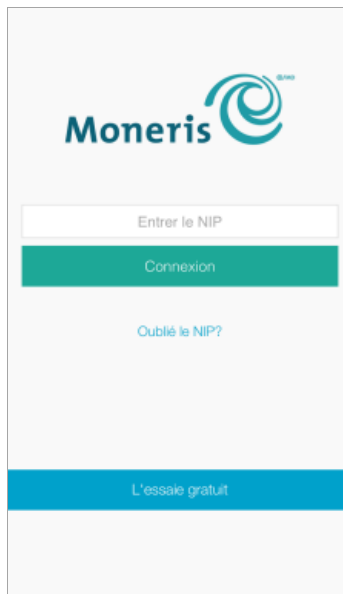 Moneris
Entrer le NIP
Connexion
Oublié le NIP?
L'essaie gratuit